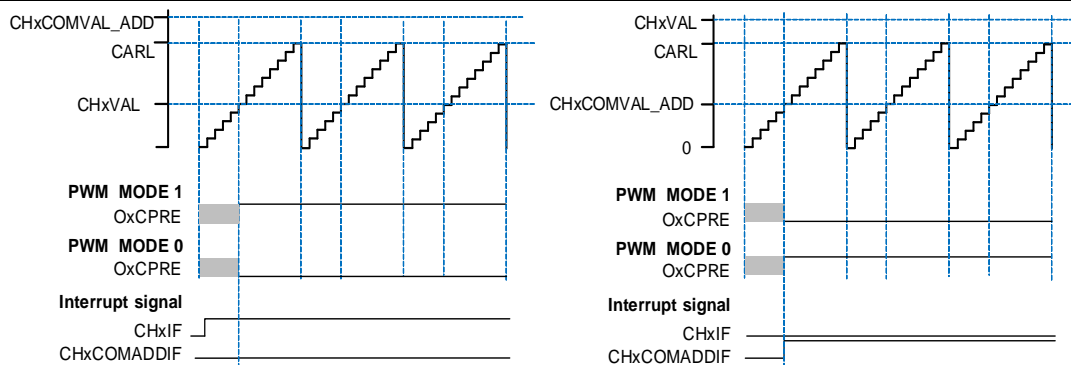 CHxCOMVAL_ADD
CARL
CHxVAL
PWM MODE 1
OxCPRE
PWM MODE 0
OxCPRE
Interrupt signal
CHxIF
CHxCOMADDIF
CHxVAL
CARL
CHxCOMVAL_ADD
0
PWM MODE 1
OxCPRE
PWM MODE 0
OxCPRE
Interrupt signal
CHxIF
CHxCOMADDIF